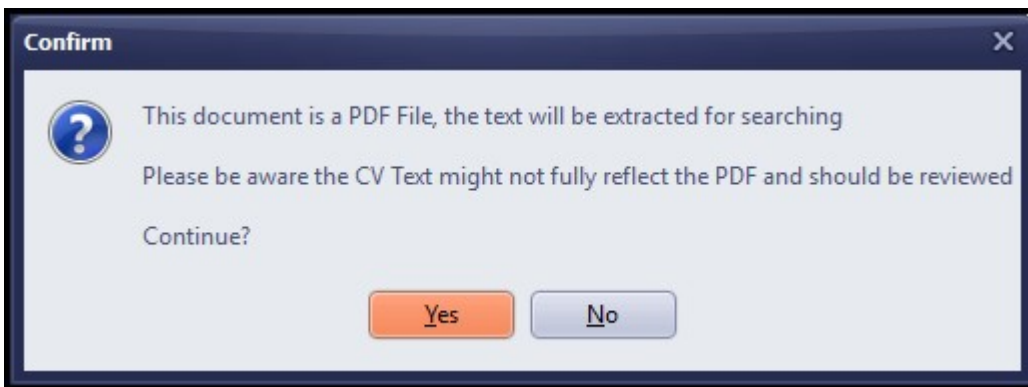 Confirm
This document is a PDF File, the text will be extracted for searching
Please be aware the CV Text might not fully reflect the PDF and should be reviewed
Continue?
Yes
No